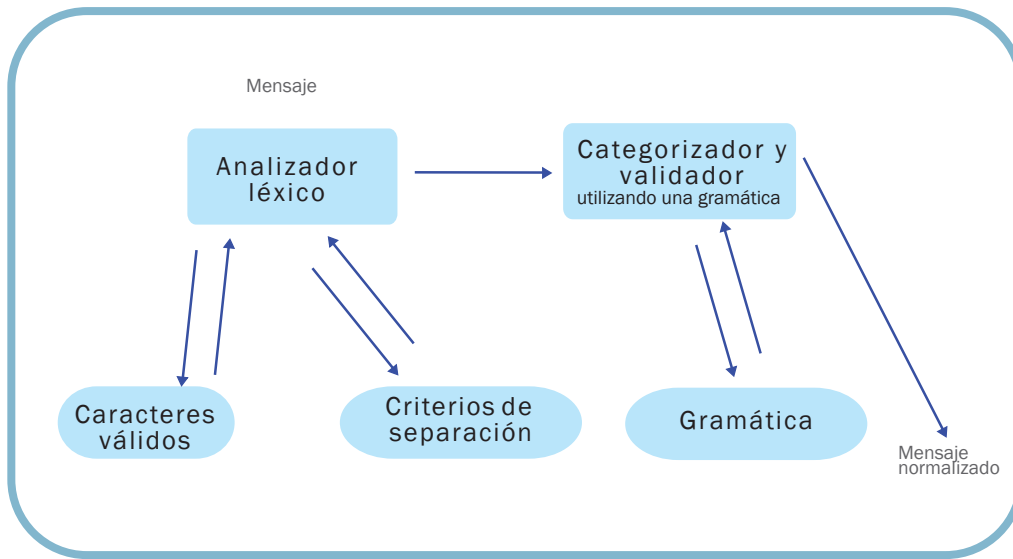 Mensaje
Analizador
léxico
Categorizador y
validador
utilizando una gramática
Caracteres
válidos
Criterios de
separación
Gramática
Mensaje
normalizado